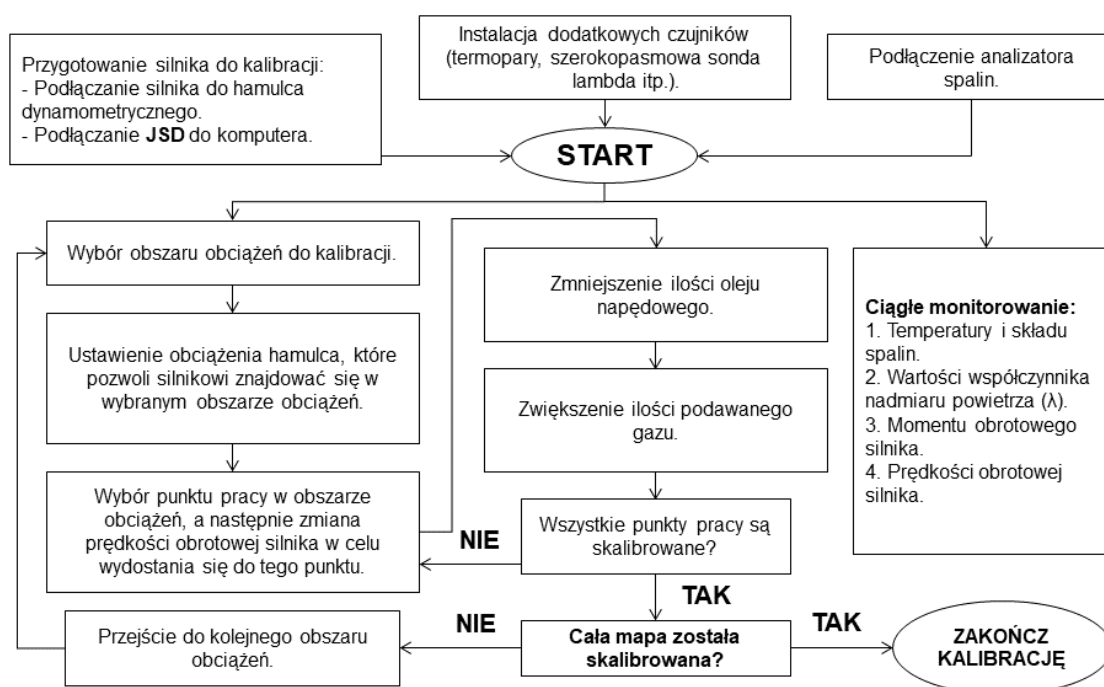 Przygotowanie silnika do kalibracji:
- Podłączanie silnika do hamulca
dynamometrycznego.
- Podłączanie JSD do komputera.
Instalacja dodatkowych czujników
(termopary, szerokopasmowa sonda
lambda itp.).
Podłączenie analizatora
spalin.
START
Wybór obszaru obciążeń do kalibracji.
Ustawienie obciążenia hamulca, które
pozwoli silnikowi znajdować się w
wybranym obszarze obciążeń.
Wybór punktu pracy w obszarze
obciążeń, a następnie zmiana
prędkości obrotowej silnika w celu
wydostania się do tego punktu.
Przejście do kolejnego obszaru
obciążeń.
Zmniejszenie ilości oleju
napędowego.
Zwiększenie ilości podawanego
gazu.
NIE
Wszystkie punkty pracy są
skalibrowane?
TAK
NIE
Cała mapa została
skalibrowana?
TAK
ZAKOŃCZ
KALIBRACJĘ
Ciągłe monitorowanie:
1. Temperatury i składu
spalin.
2. Wartości współczynnika
nadmiaru powietrza (λ).
3. Momentu obrotowego
silnika.
4. Prędkości obrotowej
silnika.